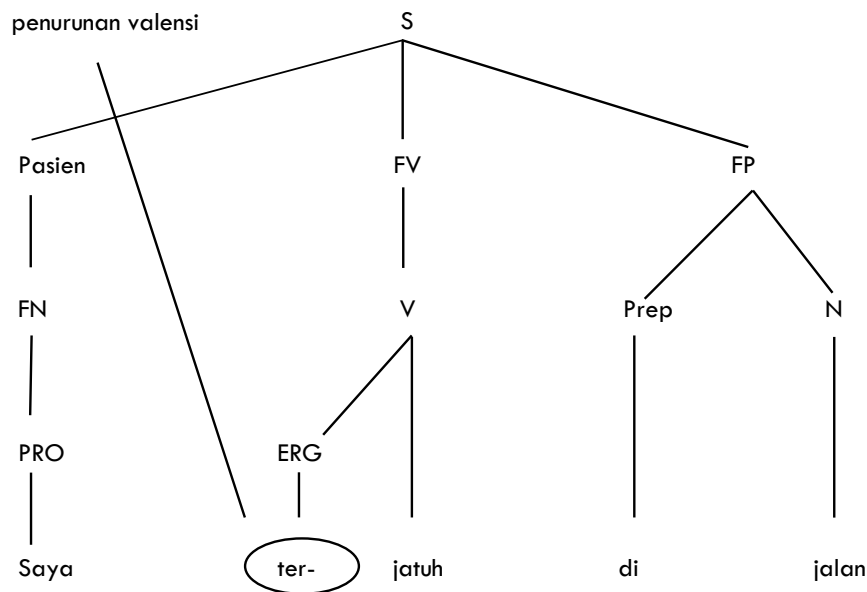 penurunan valensi S
Pasien FV FP
FN V Prep N
PRO ERG
Saya ter- jatuh di jalan